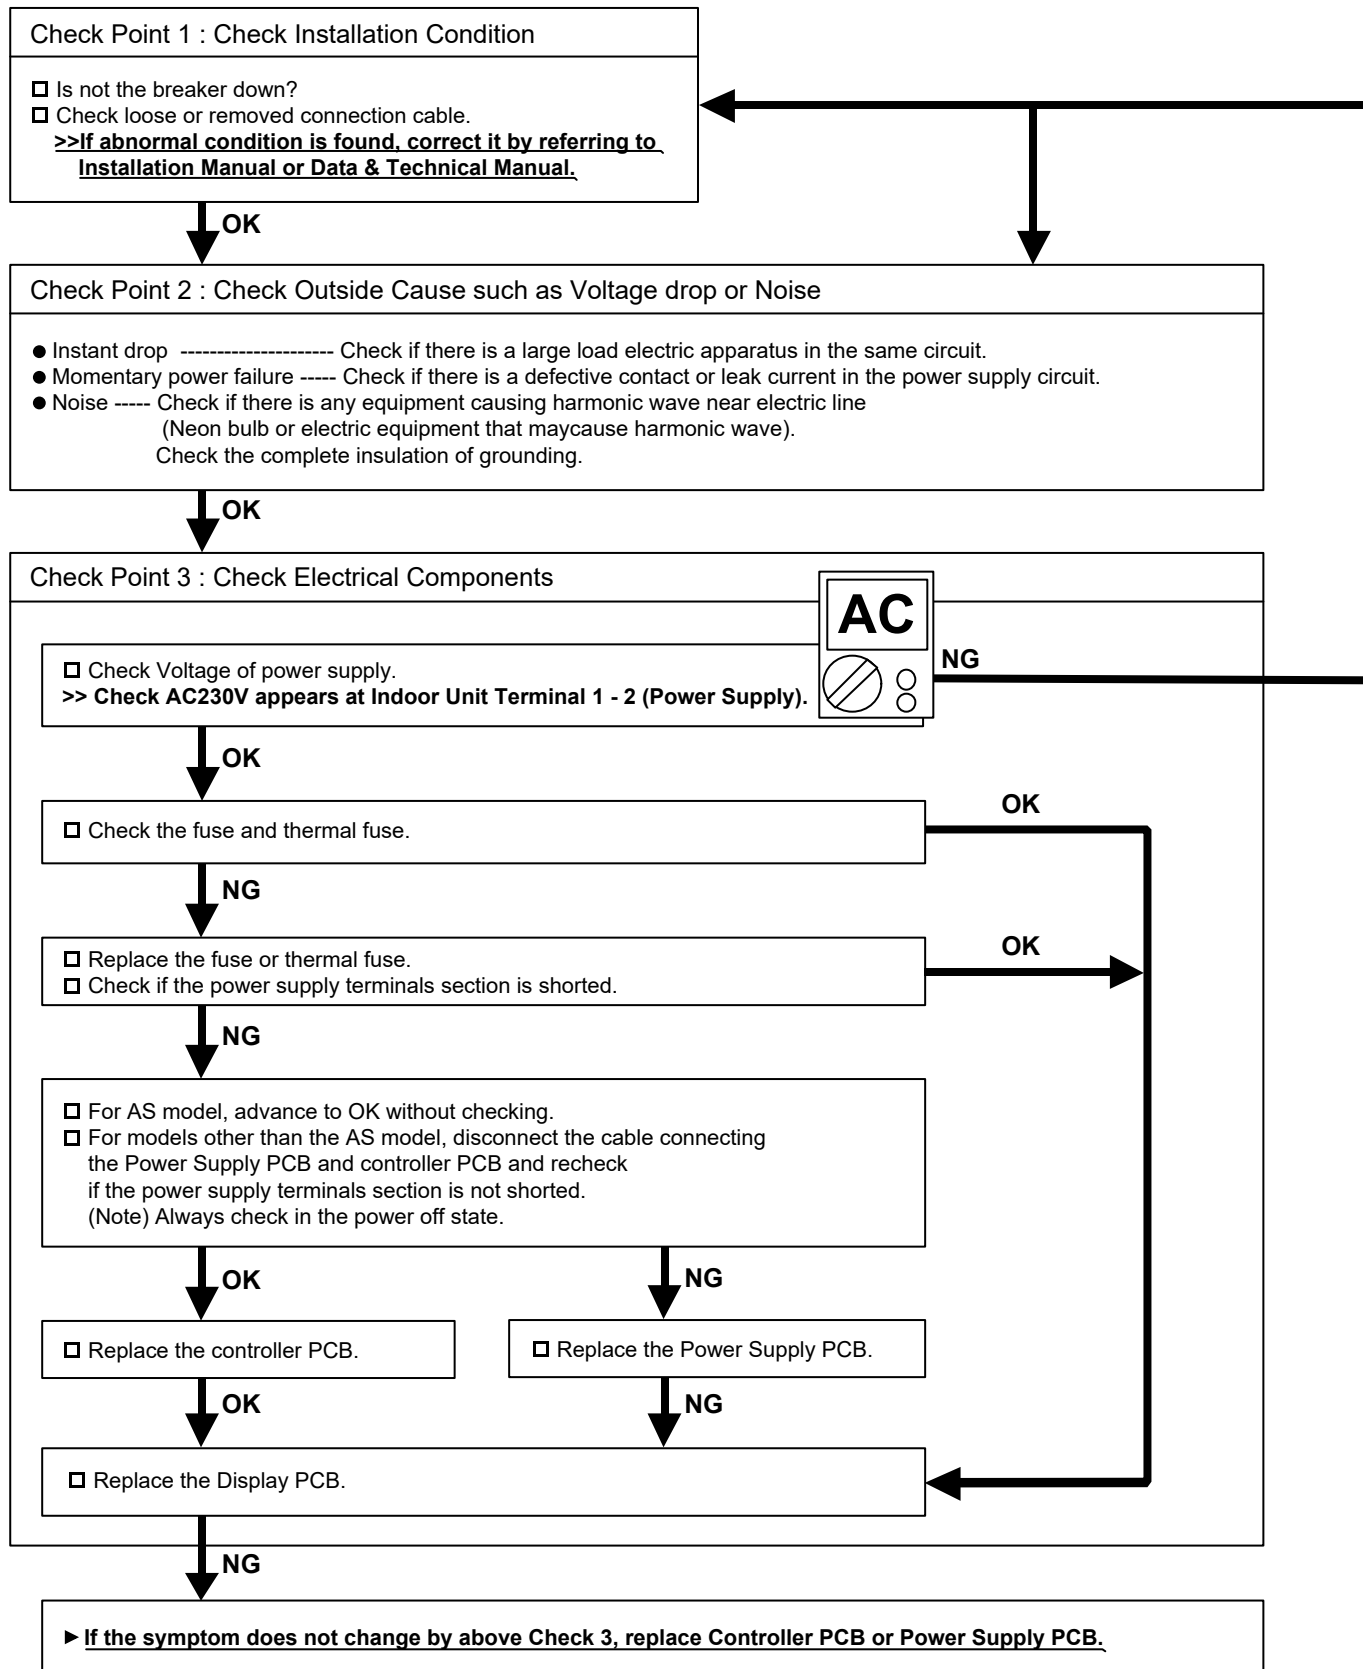 Check Point 1 : Check Installation Condition
Is not the breaker down?
Check loose or removed connection cable.
>>If abnormal condition is found, correct it by referring to
Installation Manual or Data & Technical Manual.
OK
Check Point 2 : Check Outside Cause such as Voltage drop or Noise
● Instant drop --------------------- Check if there is a large load electric apparatus in the same circuit.
● Momentary power failure ----- Check if there is a defective contact or leak current in the power supply circuit.
● Noise ----- Check if there is any equipment causing harmonic wave near electric line
(Neon bulb or electric equipment that maycause harmonic wave).
Check the complete insulation of grounding.
OK
Check Point 3 : Check Electrical Components
AC
Check Voltage of power supply.
>> Check AC230V appears at Indoor Unit Terminal 1 - 2 (Power Supply).
NG
OK
Check the fuse and thermal fuse.
OK
NG
Replace the fuse or thermal fuse.
Check if the power supply terminals section is shorted.
OK
NG
For AS model, advance to OK without checking.
For models other than the AS model, disconnect the cable connecting
the Power Supply PCB and controller PCB and recheck
if the power supply terminals section is not shorted.
(Note) Always check in the power off state.
OK
NG
Replace the controller PCB.
Replace the Power Supply PCB.
OK
NG
Replace the Display PCB.
NG
►If the symptom does not change by above Check 3, replace Controller PCB or Power Supply PCB.